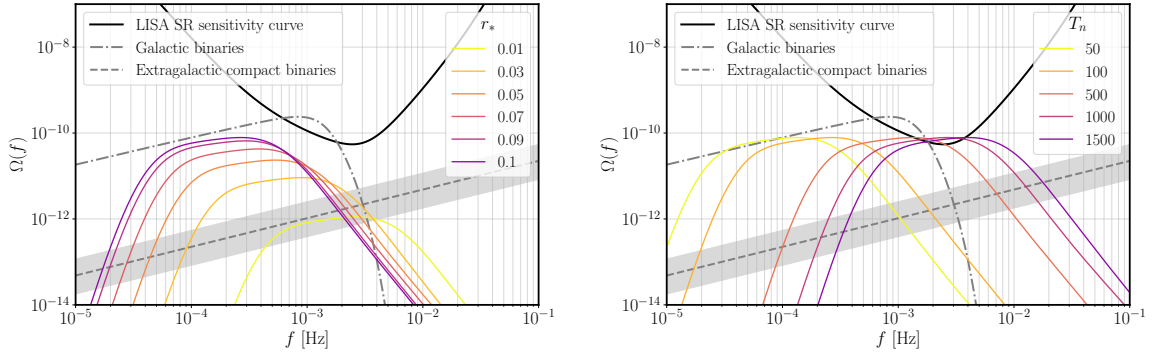 LISA SR sensitivity curve
Galactic binaries
Extragalactic compact binaries
r*
0.01
0.03
0.05
0.07
0.09
0.1
10−8
10−10
10−12
10−14
Ω(f)
10−5
10−4
10−3
10−2
10−1
f [Hz]
LISA SR sensitivity curve
Galactic binaries
Extragalactic compact binaries
Tn
50
100
500
1000
1500
10−8
10−10
10−12
10−14
Ω(f)
10−5
10−4
10−3
10−2
10−1
f [Hz]